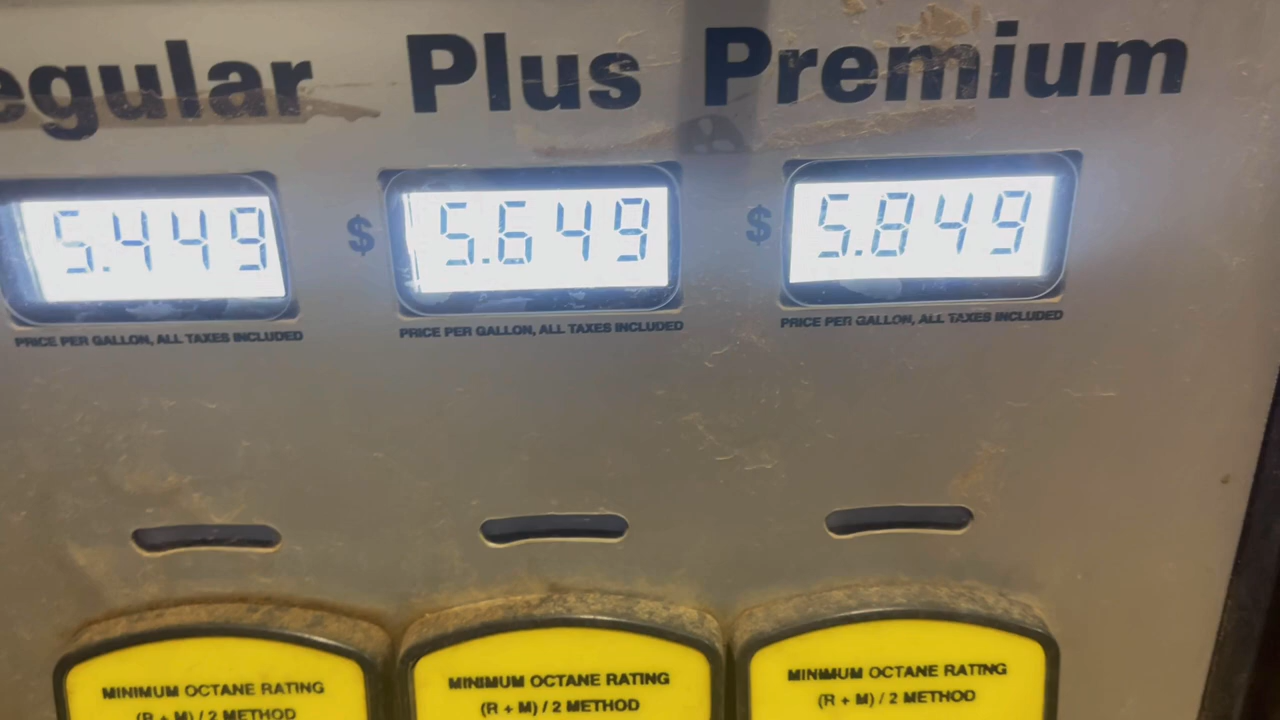 egular Plus Premium
5.449 $ 5.649 $ 5.849
PRICE PER GALLON, ALL TAXES INCLUDED PRICE PER GALLON, ALL TAXES INCLUDED PRICE PER GALLON, ALL TAXES INCLUDED
MINIMUM OCTANE RATING MINIMUM OCTANE RATING MINIMUM OCTANE RATING
(R + M) / 2 METHOD (R + M) / 2 METHOD (R + M) / 2 METHOD